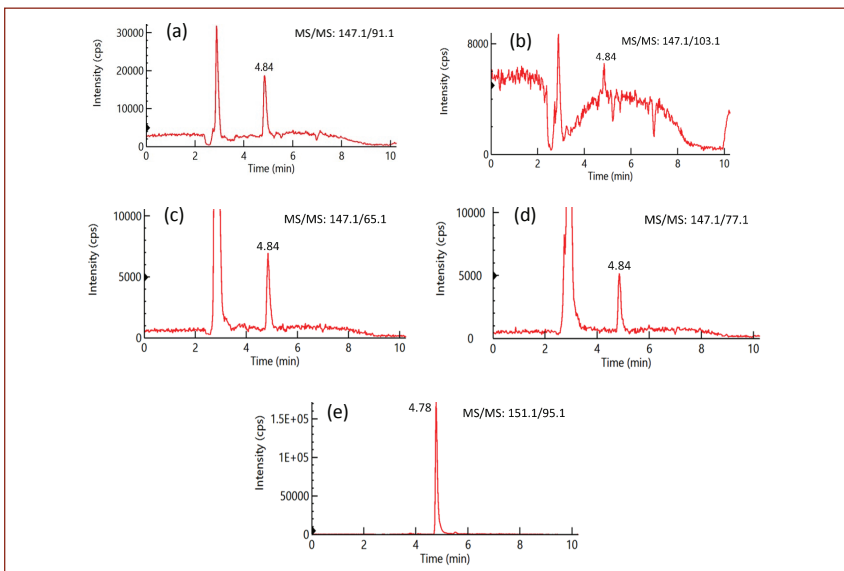 (a)
MS/MS: 147.1/91.1
Intensity (cps)
30000
20000
10000
0
4.84
0 2 4 6 8 10
Time (min)
(b)
MS/MS: 147.1/103.1
Intensity (cps)
8000
0
4.84
0 2 4 6 8 10
Time (min)
(c)
MS/MS: 147.1/65.1
Intensity (cps)
10000
5000
0
4.84
0 2 4 6 8 10
Time (min)
(d)
MS/MS: 147.1/77.1
Intensity (cps)
10000
5000
0
4.84
0 2 4 6 8 10
Time (min)
(e)
MS/MS: 151.1/95.1
Intensity (cps)
1.5E+05
1E+05
50000
0
4.78
0 2 4 6 8 10
Time (min)